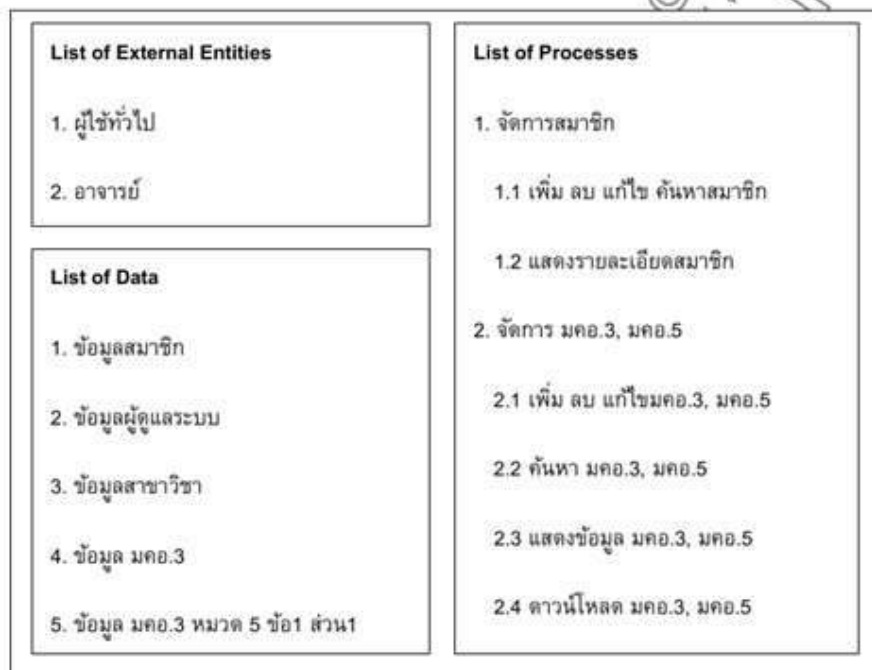 List of External Entities
1. ผู้ใช้ทั่วไป
2. อาจารย์
List of Data
1. ข้อมูลสมาชิก
2. ข้อมูลผู้ดูแลระบบ
3. ข้อมูลสาขาวิชา
4. ข้อมูล มคอ.3
5. ข้อมูล มคอ.3 หมวด 5 ข้อ1 ส่วน1
List of Processes
1. จัดการสมาชิก
1.1 เพิ่ม ลบ แก้ไข ค้นหาสมาชิก
1.2 แสดงรายละเอียดสมาชิก
2. จัดการ มคอ.3, มคอ.5
2.1 เพิ่ม ลบ แก้ไขมคอ.3, มคอ.5
2.2 ค้นหา มคอ.3, มคอ.5
2.3 แสดงข้อมูล มคอ.3, มคอ.5
2.4 ดาวน์โหลด มคอ.3, มคอ.5